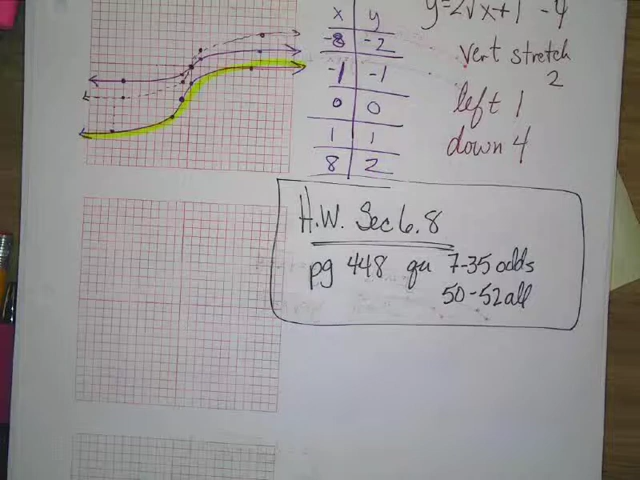 y=2√x+1 -4
x y
-8 -2
-1 -1
0 0
1 1
8 2
vert stretch
2
left 1
down 4
H.W. Sec 6.8
pg 448 qu 7-35 odds
50-52 all